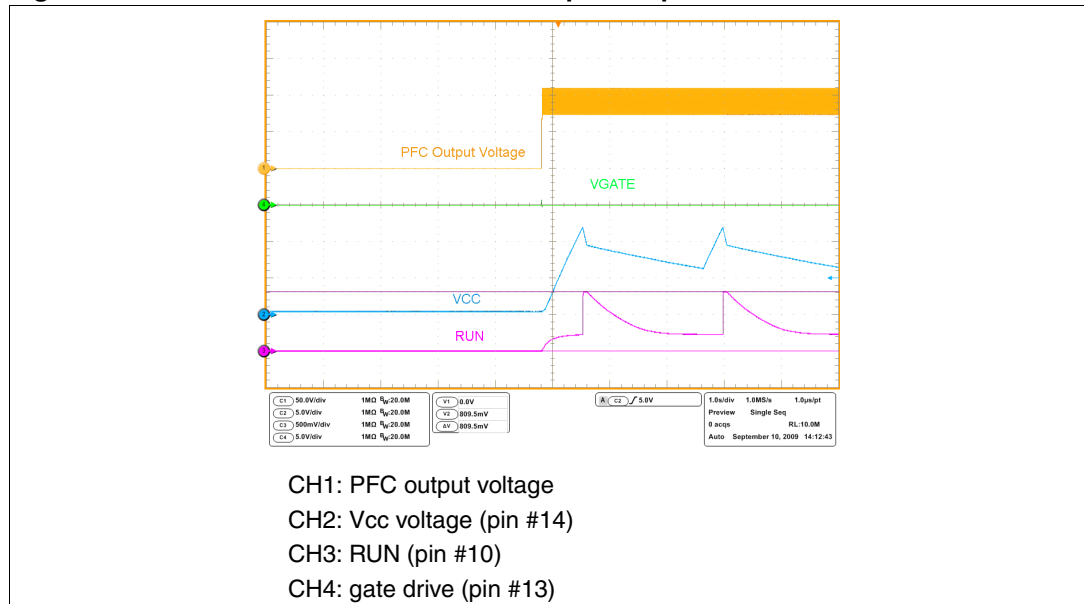 PFC Output Voltage
VGATE
VCC
RUN
1
4
2
3
C1 50.0V/div 1MΩ BW:20.0M
C2 5.0V/div 1MΩ BW:20.0M
C3 500mV/div 1MΩ BW:20.0M
C4 5.0V/div 1MΩ BW:20.0M
V1 0.0V
V2 809.5mV
ΔV 809.5mV
A C2 5.0V
1.0s/div 1.0MS/s 1.0µs/pt
Preview Single Seq
0 acqs RL:10.0M
Auto September 10, 2009 14:12:43
CH1: PFC output voltage
CH2: Vcc voltage (pin #14)
CH3: RUN (pin #10)
CH4: gate drive (pin #13)